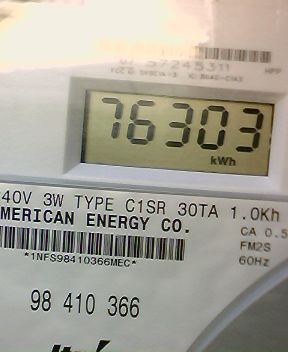 57245311
76303
kWh
40V 3W TYPE C1SR 30TA 1.0Kh
MERICAN ENERGY CO.
CA 0.5
FM2S
*1NFS98410366MEC*
60Hz
98 410 366